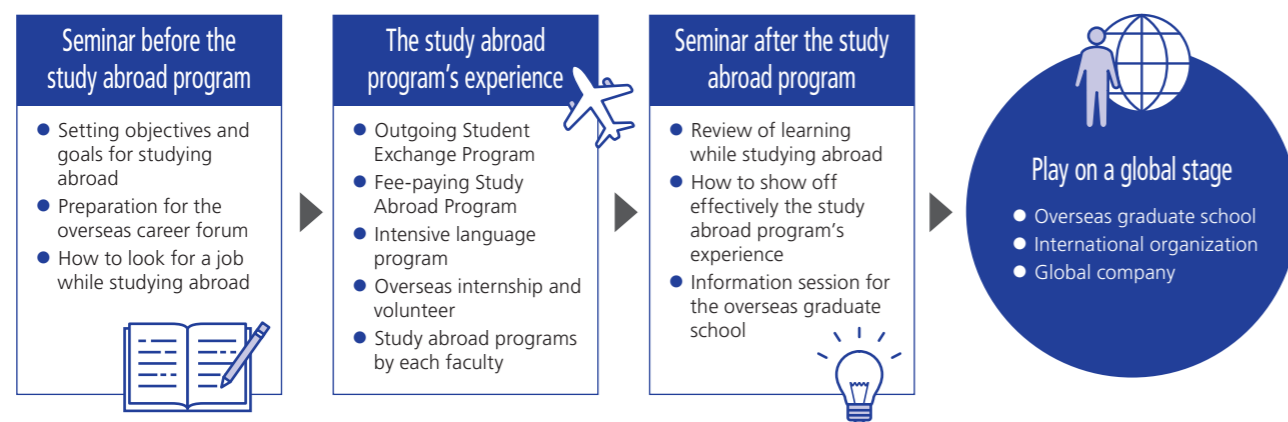 Seminar before the
study abroad program
● Setting objectives and
goals for studying
abroad
● Preparation for the
overseas career forum
● How to look for a job
while studying abroad
The study abroad
program's experience
● Outgoing Student
Exchange Program
● Fee-paying Study
Abroad Program
● Intensive language
program
● Overseas internship and
volunteer
● Study abroad programs
by each faculty
Seminar after the study
abroad program
● Review of learning
while studying abroad
● How to show off
effectively the study
abroad program's
experience
● Information session for
the overseas graduate
school
Play on a global stage
● Overseas graduate school
● International organization
● Global company